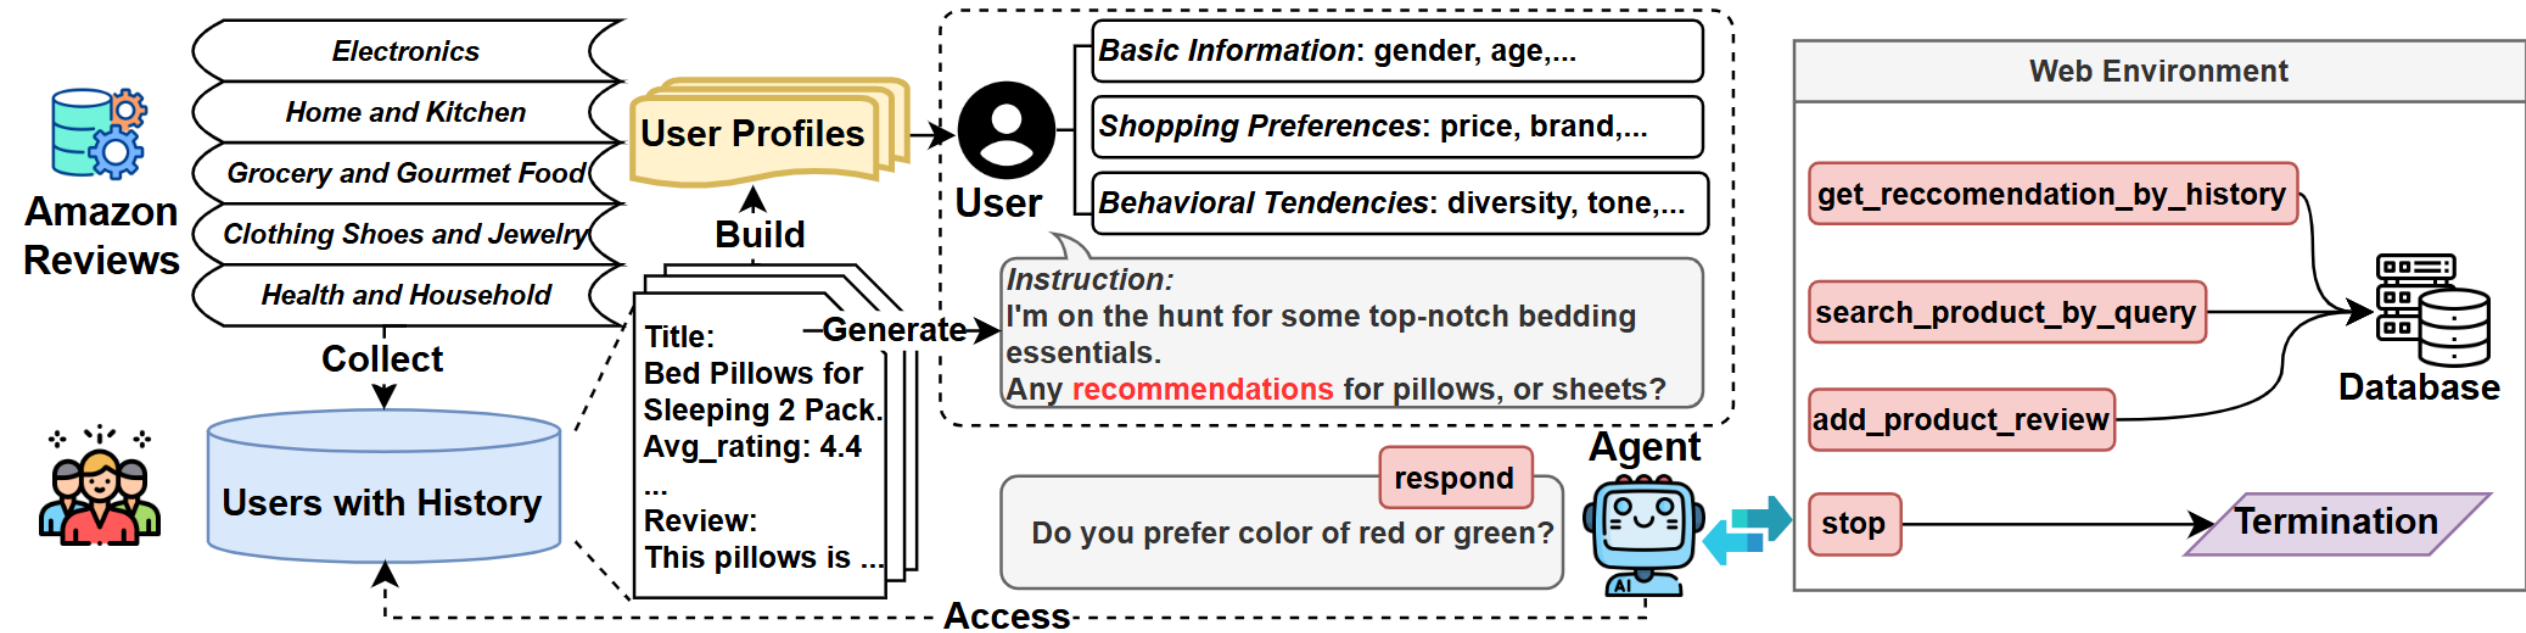 Amazon
Reviews
Electronics
Home and Kitchen
Grocery and Gourmet Food
Clothing Shoes and Jewelry
Health and Household
Collect
Users with History
User Profiles
Build
Title:
Bed Pillows for
Sleeping 2 Pack.
Avg_rating: 4.4
...
Review:
This pillows is ...
Generate
User
Basic Information: gender, age,...
Shopping Preferences: price, brand,...
Behavioral Tendencies: diversity, tone,...
Instruction:
I'm on the hunt for some top-notch bedding
essentials.
Any recommendations for pillows, or sheets?
Agent
respond
Do you prefer color of red or green?
AI
Access
Web Environment
get_reccomendation_by_history
search_product_by_query
add_product_review
stop
Database
Termination